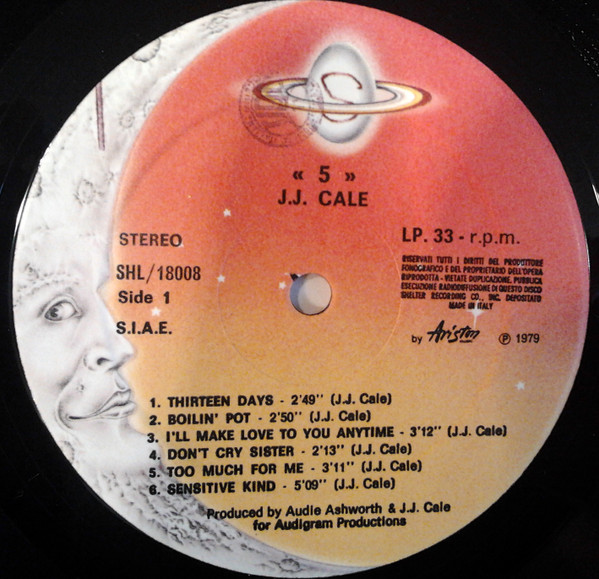 S
« 5 »
J.J. CALE
STEREO
SHL/18008
Side 1
S.I.A.E.
LP. 33 - r.p.m.
RISERVATI TUTTI I DIRITTI DEL PRODUTTORE
FONOGRAFICO E DEL PROPRIETARIO DELL'OPERA
RIPRODOTTA - VIETATE DUPLICAZIONE, PUBBLICA
ESECUZIONE RADIODIFFUSIONE DI QUESTO DISCO
SHELTER RECORDING CO., INC. DEPOSITATO
MADE IN ITALY
by Ariston ℗ 1979
1. THIRTEEN DAYS - 2'49" (J.J. Cale)
2. BOILIN' POT - 2'50" (J.J. Cale)
3. I'LL MAKE LOVE TO YOU ANYTIME - 3'12" (J.J. Cale)
4. DON'T CRY SISTER - 2'13" (J.J. Cale)
5. TOO MUCH FOR ME - 3'11" (J.J. Cale)
6. SENSITIVE KIND - 5'09" (J.J. Cale)
Produced by Audie Ashworth & J.J. Cale
for Audigram Productions